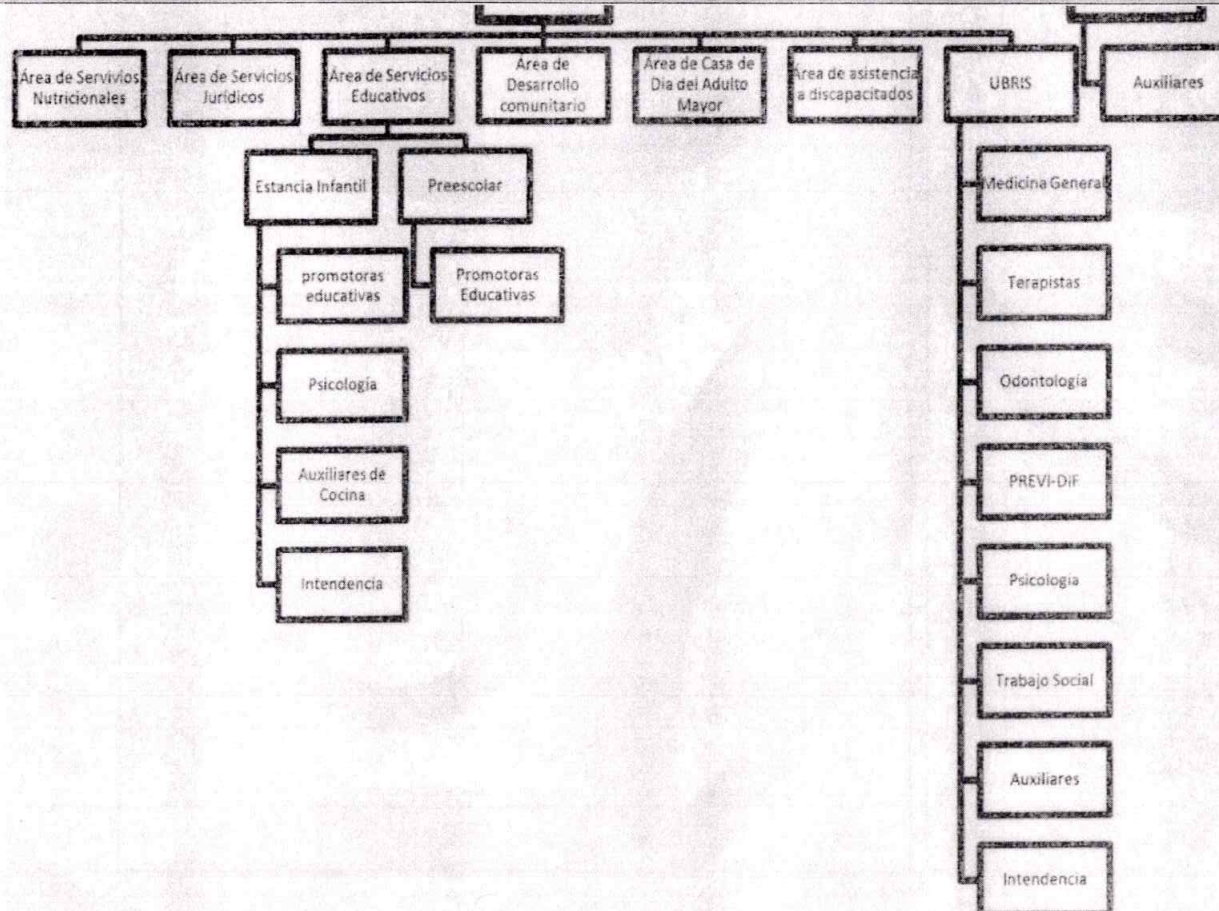 Área de Servivios
Nutricionales
Área de Servicios
Jurídicos
Área de Servicios
Educativos
Área de
Desarrollo
comunitario
Área de Casa de
Dia del Adulto
Mayor
Área de asistencia
a discapacitados
UBRIS
Auxiliares
Estancia Infantil
Preescolar
Medicina General
promotoras
educativas
Promotoras
Educativas
Terapistas
Psicología
Odontología
Auxiliares de
Cocina
PREVI-DIF
Intendencia
Psicología
Trabajo Social
Auxiliares
Intendencia